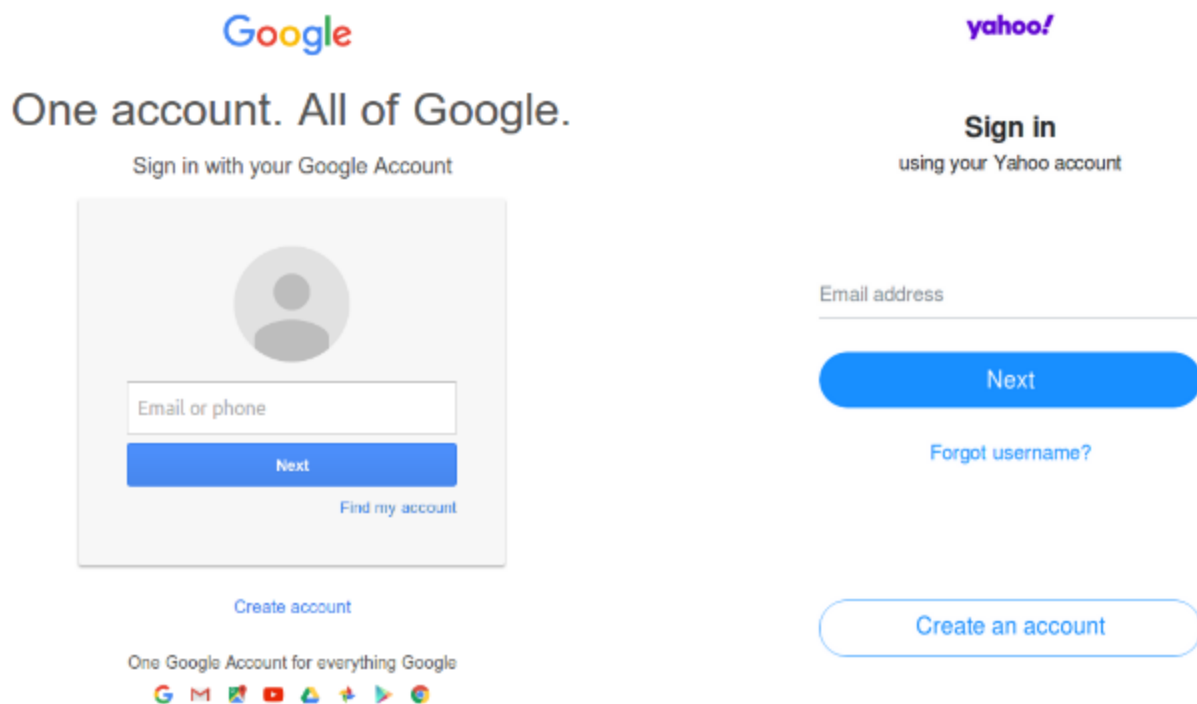 Google
One account. All of Google.
Sign in with your Google Account
Email or phone
Next
Find my account
Create account
One Google Account for everything Google
yahoo!
Sign in
using your Yahoo account
Email address
Next
Forgot username?
Create an account